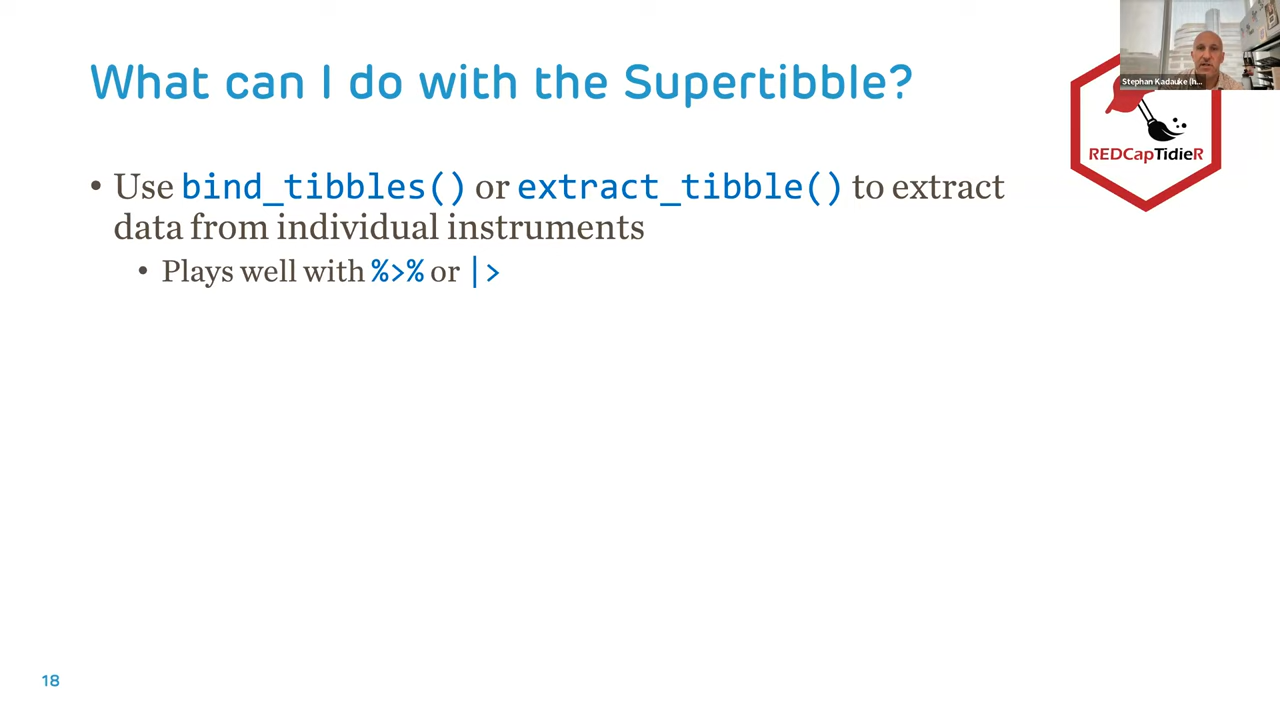 What can I do with the Supertibble?
Stephan Kadauke (h...
REDCapTidieR
• Use bind_tibbles() or extract_tibble() to extract
data from individual instruments
• Plays well with %>% or |>
18